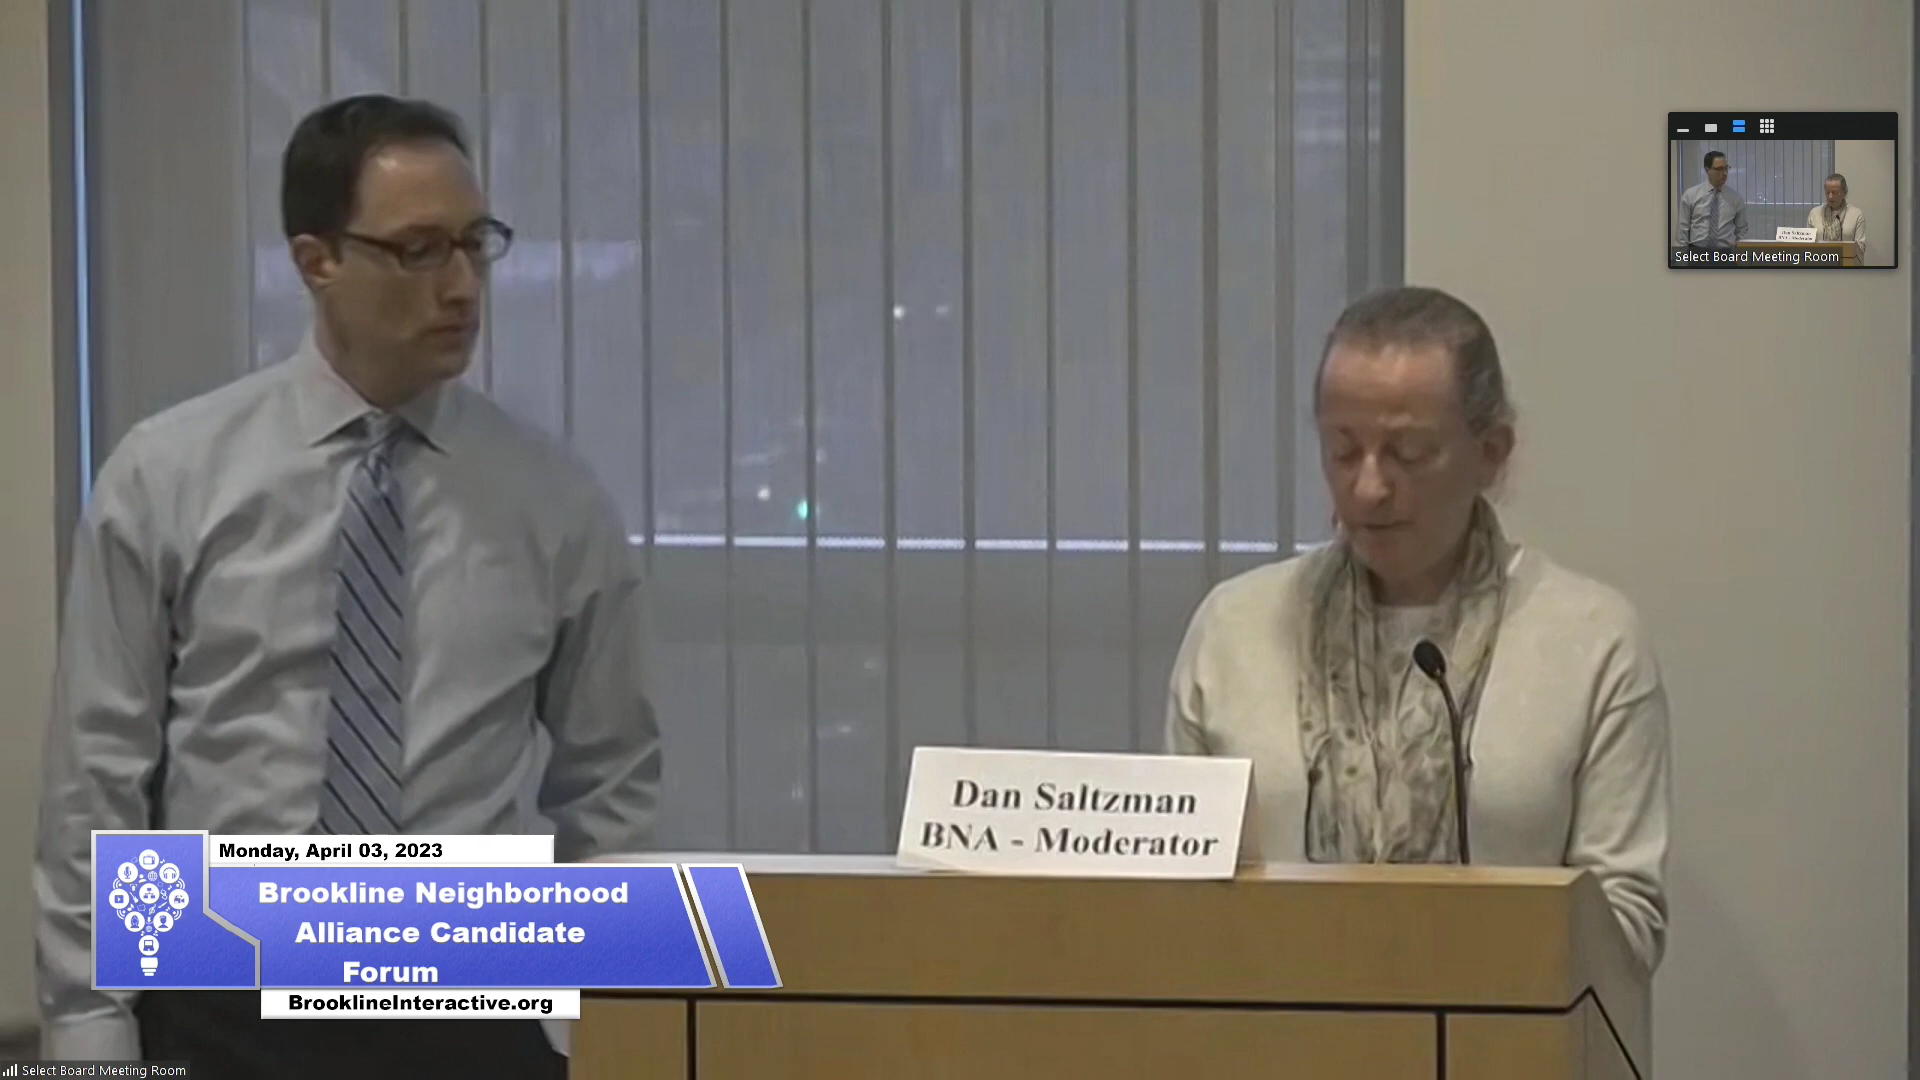 Select Board Meeting Room
Dan Saltzman
BNA - Moderator
Monday, April 03, 2023
Brookline Neighborhood
Alliance Candidate
Forum
BrooklineInteractive.org
Select Board Meeting Room